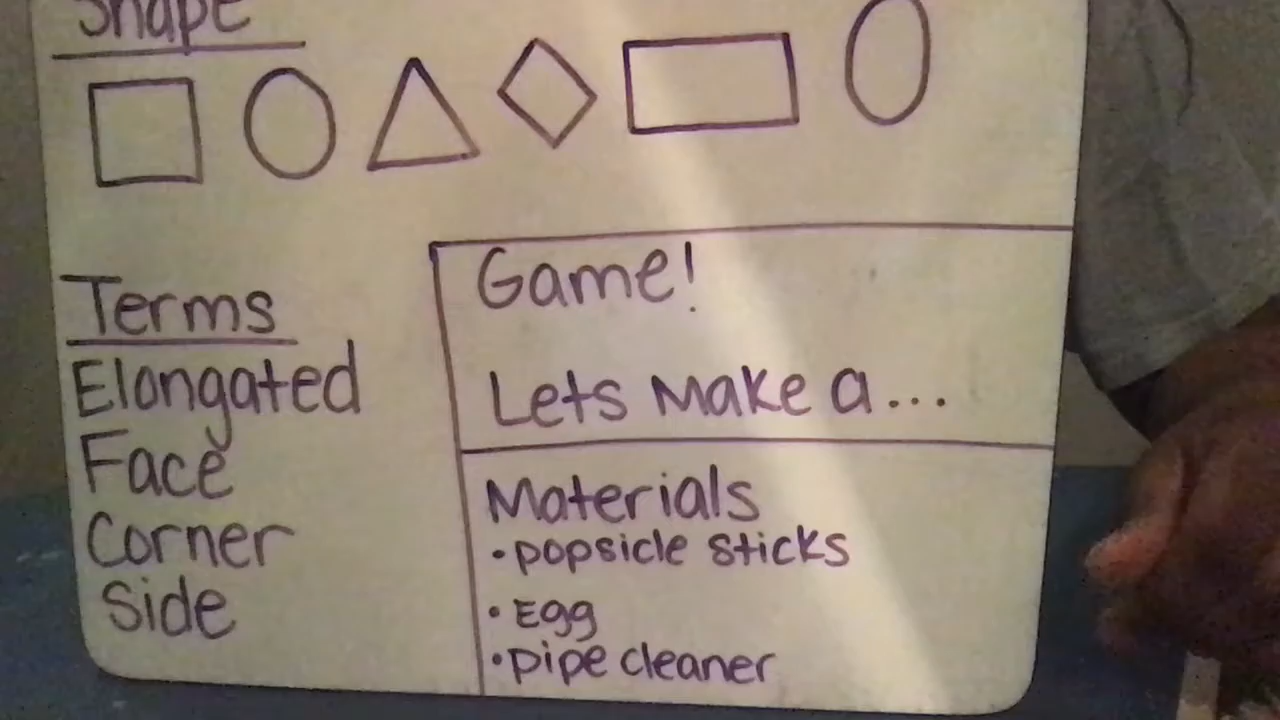 Shape
Terms
Elongated
Face
Corner
Side
Game!
Lets make a...
Materials
•popsicle sticks
•Egg
•pipe cleaner